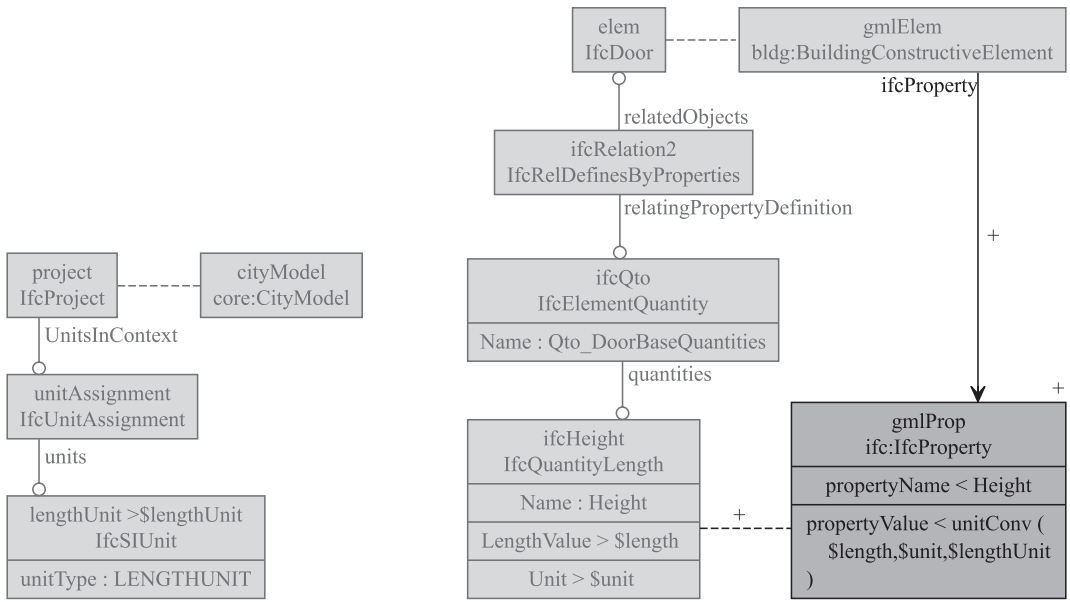 elem
IfcDoor
gmlElem
bldg:BuildingConstructiveElement
ifcProperty
relatedObjects
ifcRelation2
IfcRelDefinesByProperties
relatingPropertyDefinition
+
project
IfcProject
cityModel
core:CityModel
ifcQto
IfcElementQuantity
Name : Qto_DoorBaseQuantities
UnitsInContext
quantities
unitAssignment
IfcUnitAssignment
+
units
ifcHeight
IfcQuantityLength
Name : Height
LengthValue > $length
Unit > $unit
+
gmlProp
ifc:IfcProperty
propertyName < Height
propertyValue < unitConv (
$length,$unit,$lengthUnit
)
lengthUnit >$lengthUnit
IfcSIUnit
unitType : LENGTHUNIT